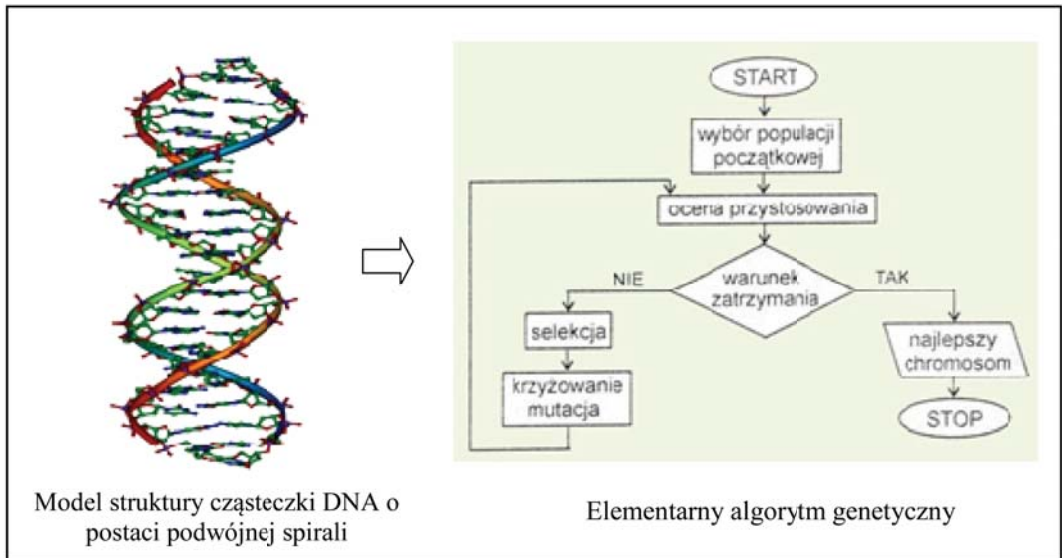 START
wybór populacji
początkowej
ocena przystosowania
NIE
warunek
zatrzymania
TAK
selekcja
najlepszy
chromosom
krzyżowanie
mutacja
STOP
Model struktury cząsteczki DNA o
postaci podwójnej spirali
Elementarny algorytm genetyczny